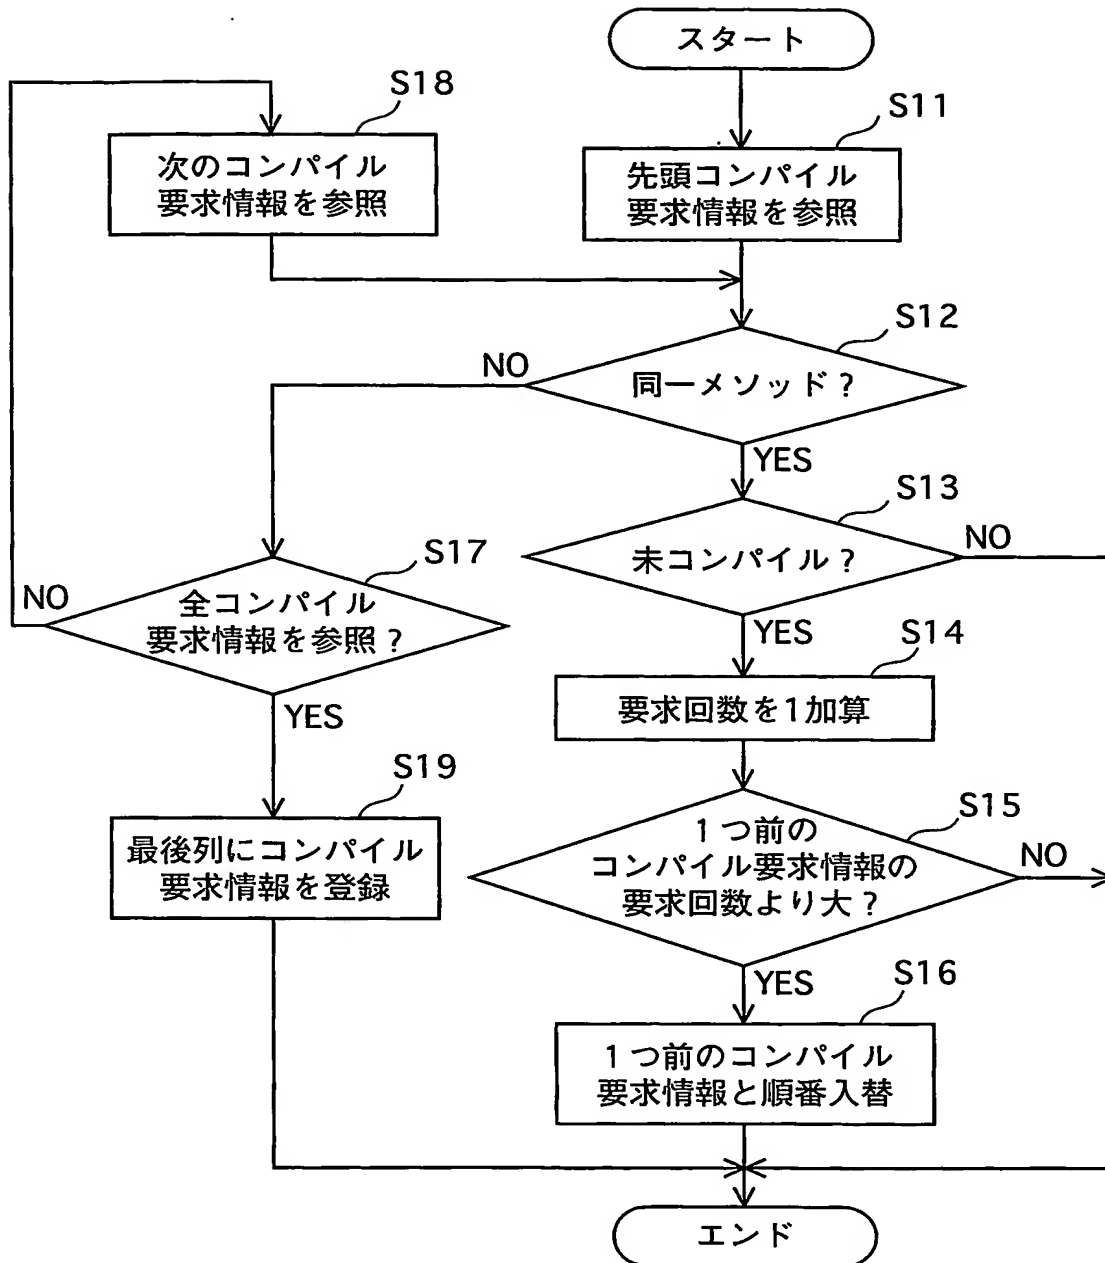 スタート
S18
S11
次のコンパイル
要求情報を参照
先頭コンパイル
要求情報を参照
S12
NO
同一メソッド？
YES
S13
NO
未コンパイル？
S17
NO
全コンパイル
要求情報を参照？
YES
S14
要求回数を1加算
YES
S19
S15
最後列にコンパイル
要求情報を登録
1つ前の
コンパイル要求情報の
要求回数より大？
NO
YES
S16
1つ前のコンパイル
要求情報と順番入替
エンド